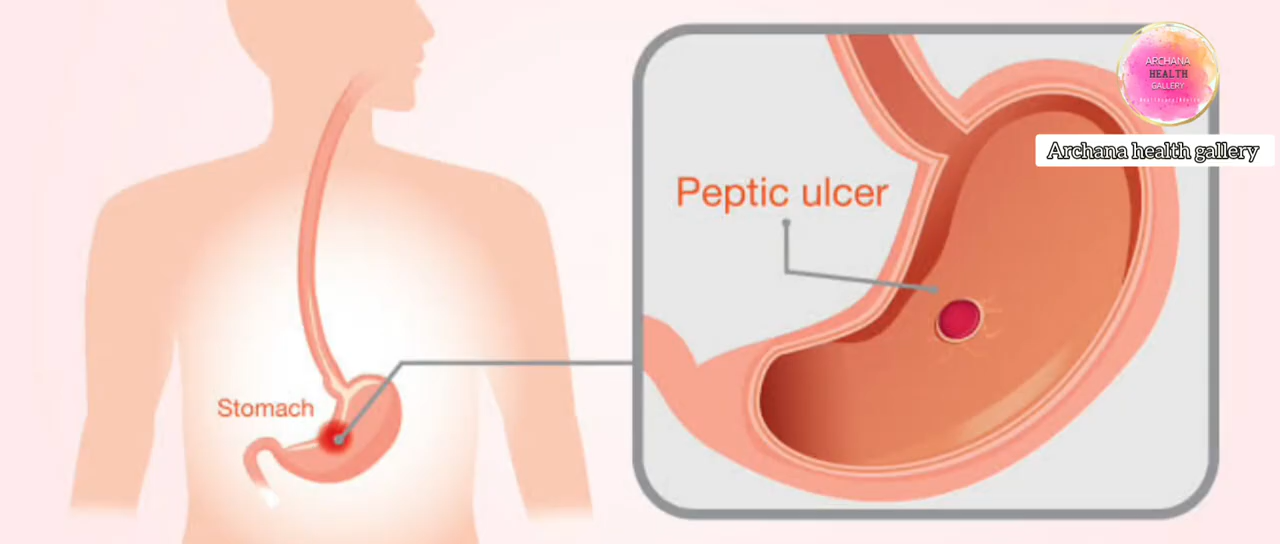 Stomach
Peptic ulcer
ARCHANA
HEALTH
GALLERY
Archana health gallery